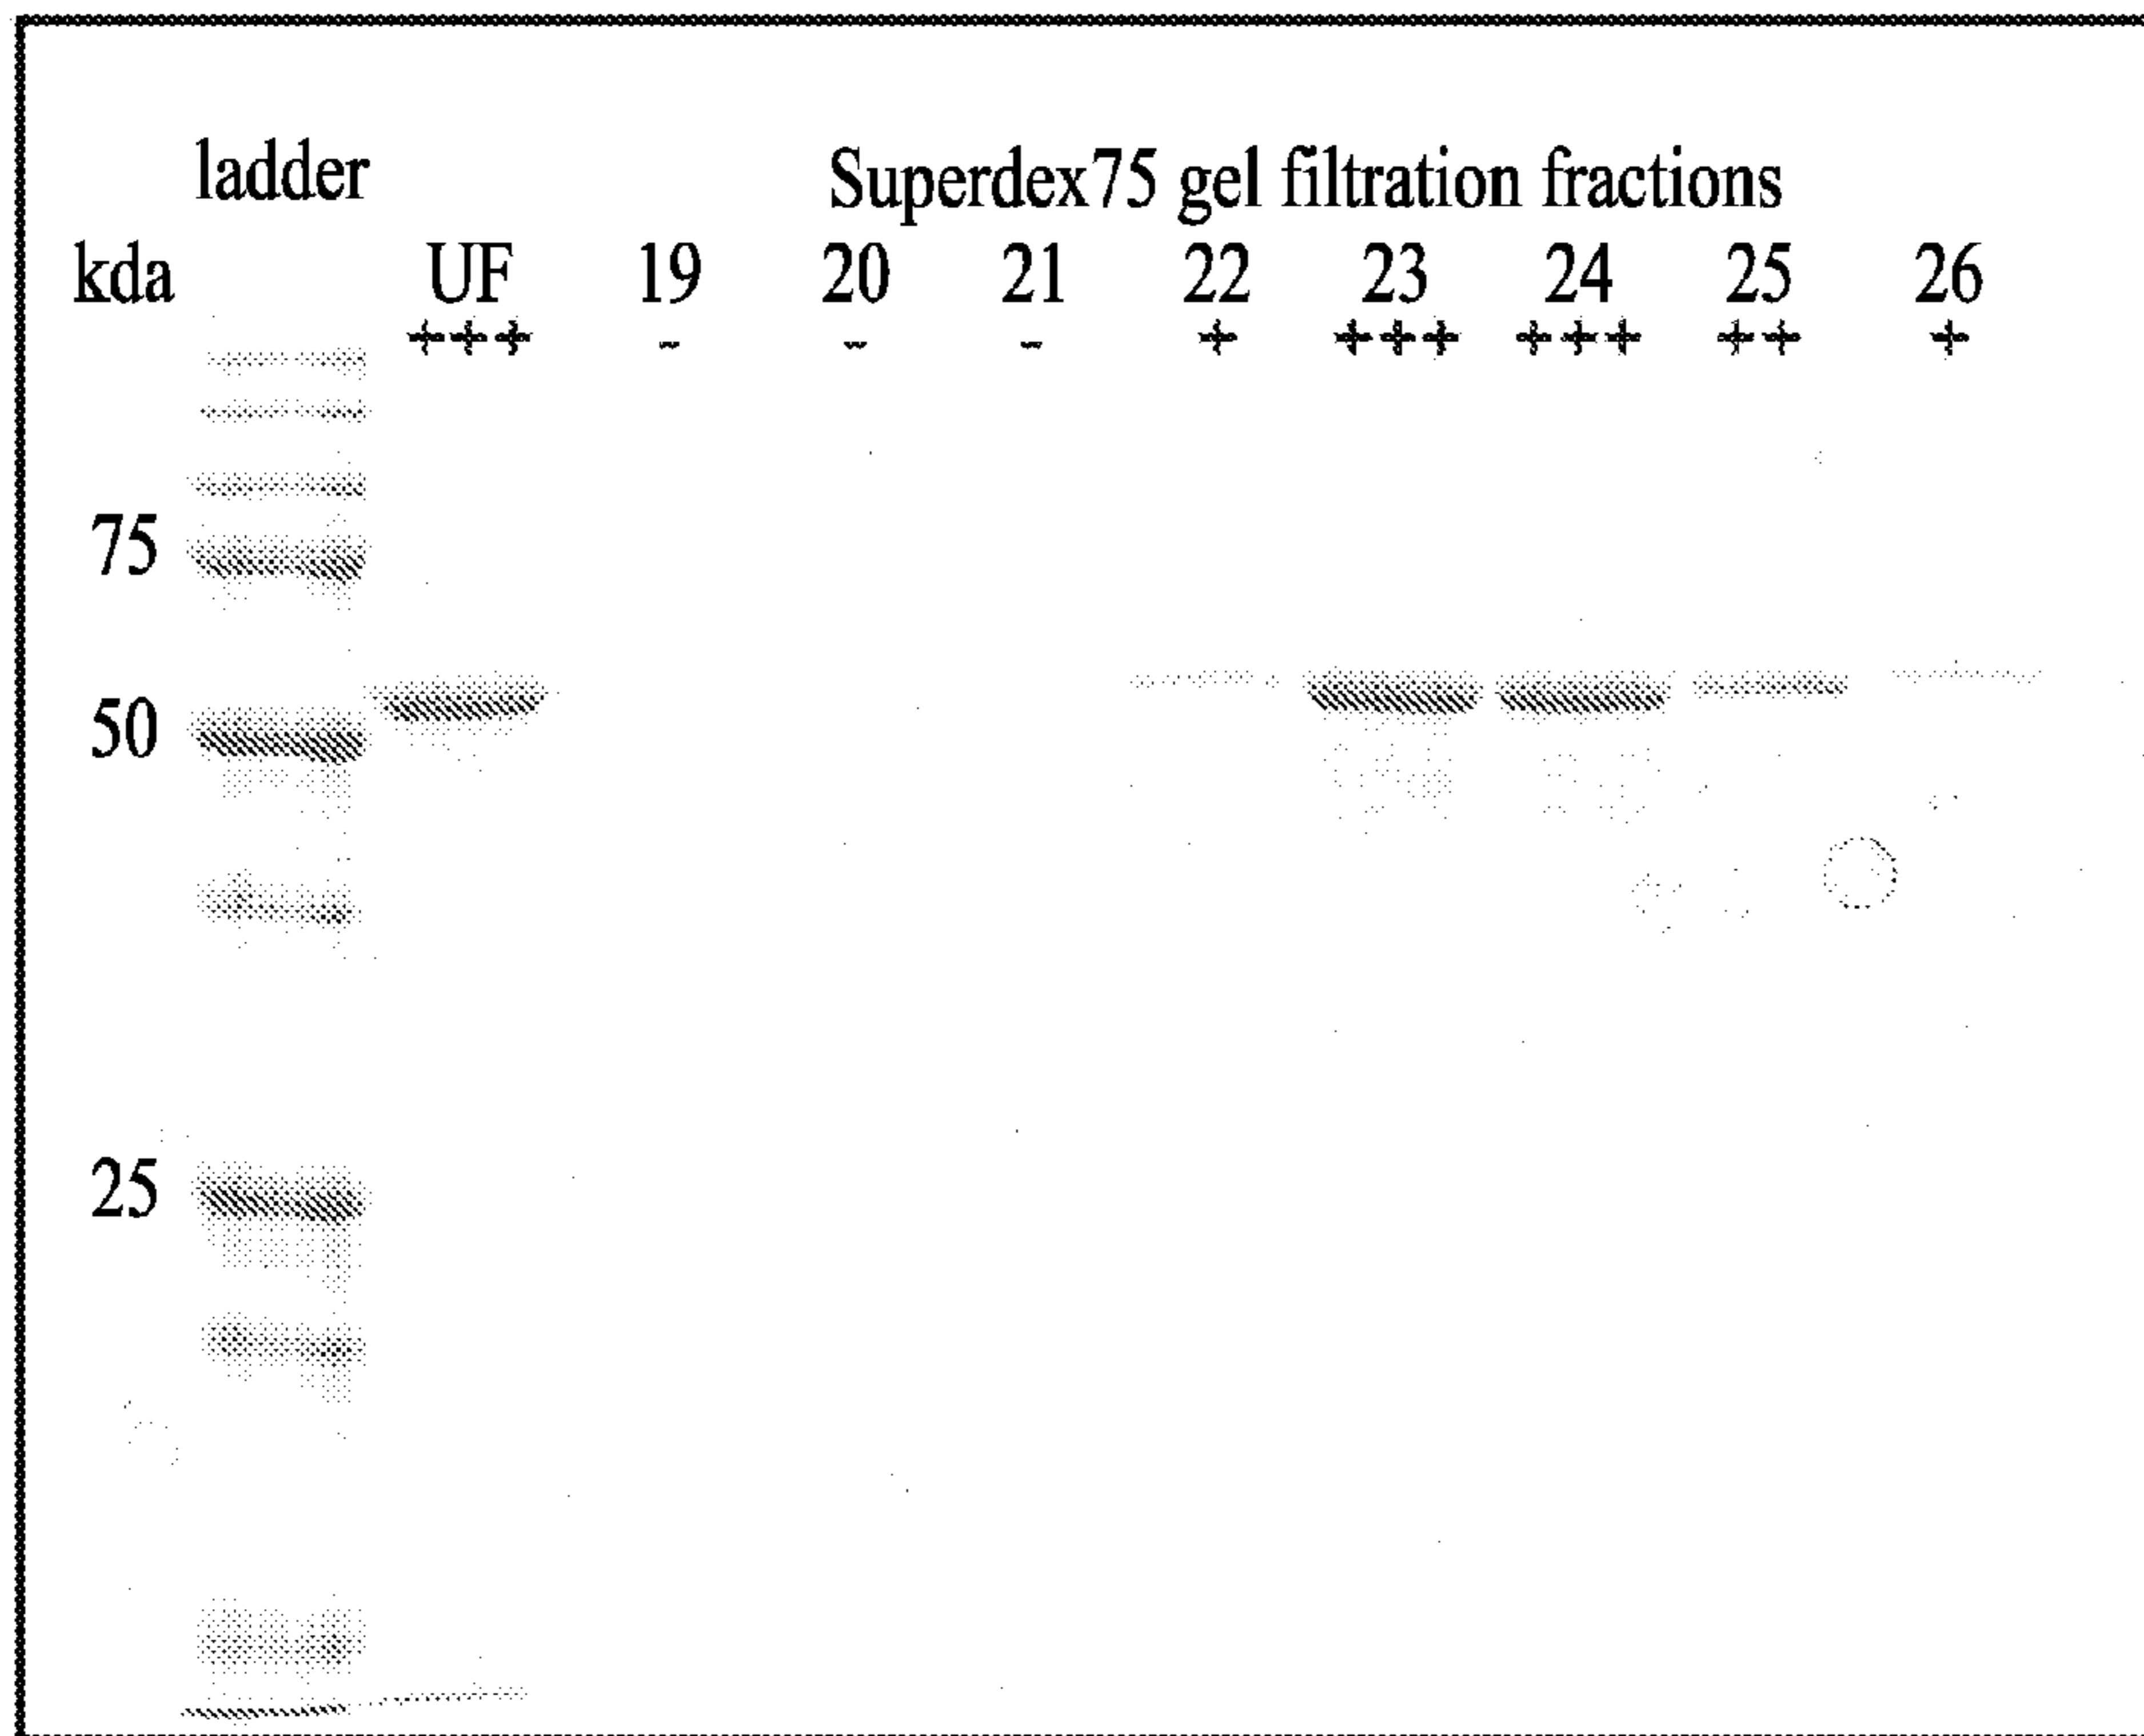 ladder Superdex75 gel filtration fractions
kda UF 19 20 21 22 23 24 25 26
+++ - - - + +++ +++ ++ +
75
50
25